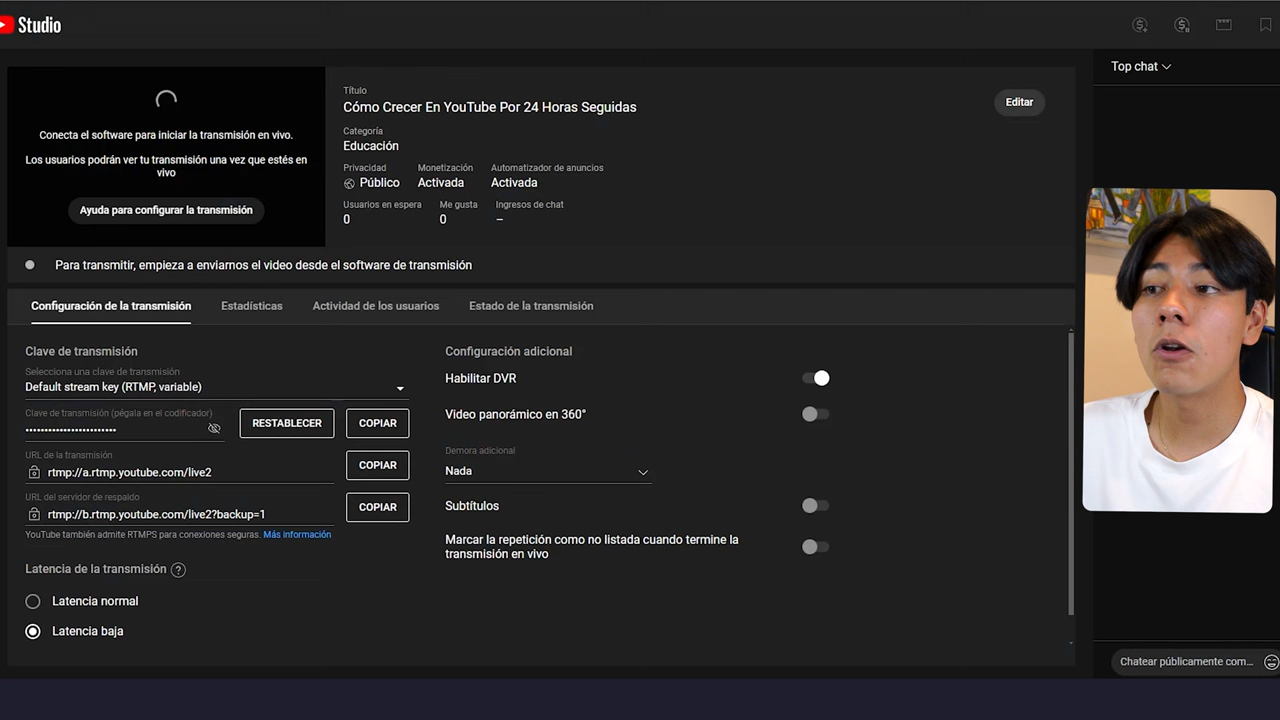 Studio
Top chat
Conecta el software para iniciar la transmisión en vivo.
Los usuarios podrán ver tu transmisión una vez que estés en
vivo
Ayuda para configurar la transmisión
Título
Cómo Crecer En YouTube Por 24 Horas Seguidas
Editar
Categoría
Educación
Privacidad Monetización Automatizador de anuncios
Público Activada Activada
Usuarios en espera Me gusta Ingresos de chat
0 0 –
Para transmitir, empieza a enviarnos el video desde el software de transmisión
Configuración de la transmisión Estadísticas Actividad de los usuarios Estado de la transmisión
Clave de transmisión
Selecciona una clave de transmisión
Default stream key (RTMP, variable)
Clave de transmisión (pégala en el codificador)
•••••••••••••••••••••••• RESTABLECER COPIAR
URL de la transmisión
rtmp://a.rtmp.youtube.com/live2 COPIAR
URL del servidor de respaldo
rtmp://b.rtmp.youtube.com/live2?backup=1 COPIAR
YouTube también admite RTMPS para conexiones seguras. Más información
Latencia de la transmisión ?
Latencia normal
Latencia baja
Configuración adicional
Habilitar DVR
Video panorámico en 360°
Demora adicional
Nada
Subtítulos
Marcar la repetición como no listada cuando termine la
transmisión en vivo
Chatear públicamente com...